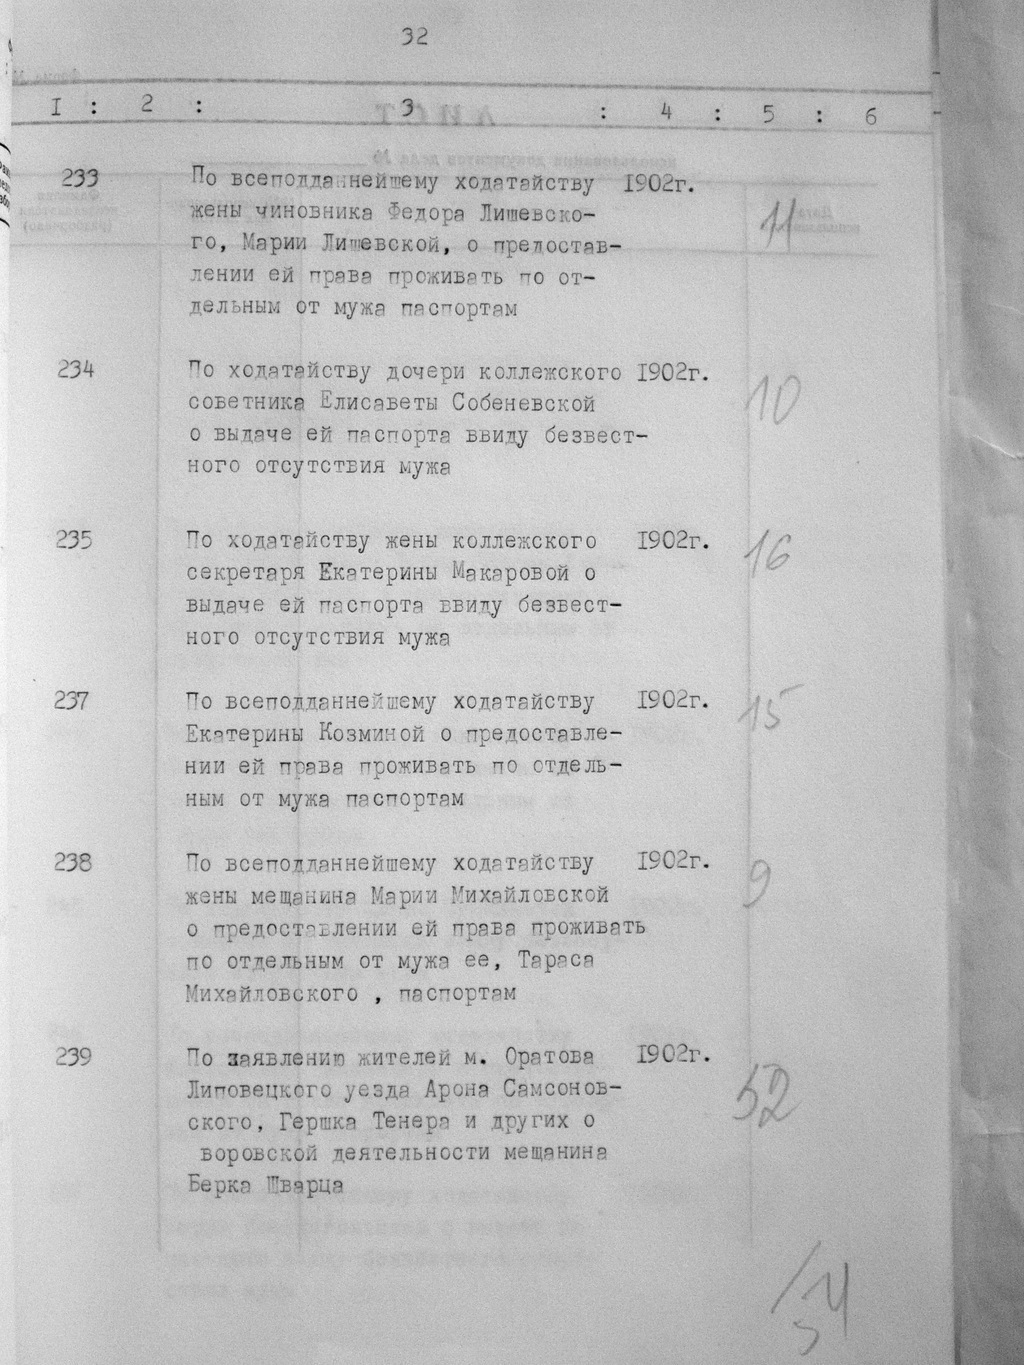 32
I : 2 : 3 : 4 : 5 : 6
233 По всеподданнейшему ходатайству 1902г. 11
жены чиновника Федора Лишевско-
го, Марии Лишевской, о предостав-
лении ей права проживать по от-
дельным от мужа паспортам
234 По ходатайству дочери коллежского 1902г. 10
советника Елисаветы Собеневской
о выдаче ей паспорта ввиду безвест-
ного отсутствия мужа
235 По ходатайству жены коллежского 1902г. 16
секретаря Екатерины Макаровой о
выдаче ей паспорта ввиду безвест-
ного отсутствия мужа
237 По всеподданнейшему ходатайству 1902г. 15
Екатерины Козминой о предоставле-
нии ей права проживать по отдель-
ным от мужа паспортам
238 По всеподданнейшему ходатайству 1902г. 9
жены мещанина Марии Михайловской
о предоставлении ей права проживать
по отдельным от мужа ее, Тараса
Михайловского , паспортам
239 По заявлению жителей м. Оратова 1902г. 52
Липовецкого уезда Арона Самсонов-
ского, Гершка Тенера и других о
воровской деятельности мещанина
Берка Шварца